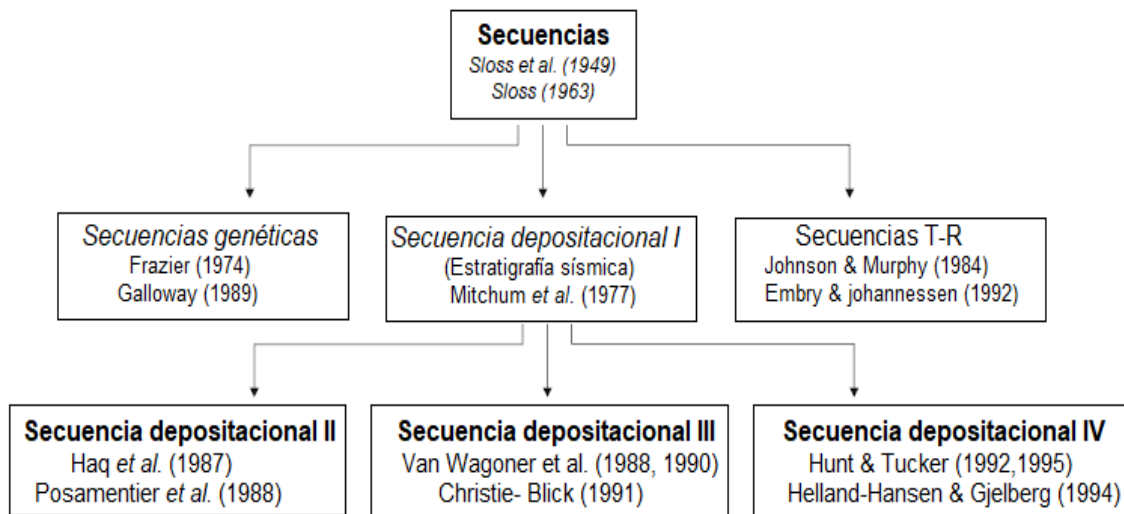 Secuencias
Sloss et al. (1949)
Sloss (1963)
Secuencias genéticas
Frazier (1974)
Galloway (1989)
Secuencia depositacional I
(Estratigrafía sísmica)
Mitchum et al. (1977)
Secuencias T-R
Johnson & Murphy (1984)
Embry & johannessen (1992)
Secuencia depositacional II
Haq et al. (1987)
Posamentier et al. (1988)
Secuencia depositacional III
Van Wagoner et al. (1988, 1990)
Christie- Blick (1991)
Secuencia depositacional IV
Hunt & Tucker (1992,1995)
Helland-Hansen & Gjelberg (1994)